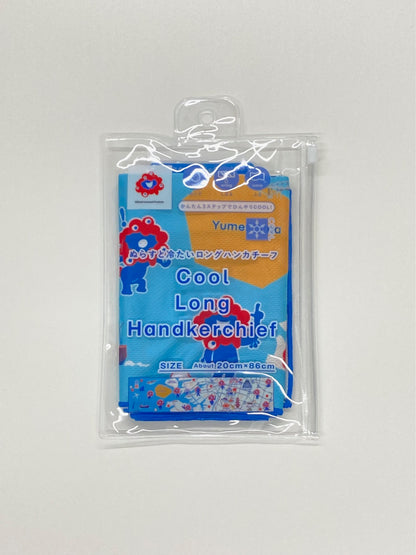 かんたん3ステップでひんやりCOOL!
Yume
ぬらすと冷たいロングハンカチーフ
Cool
Long
Handkerchief
SIZE About 20cm×86cm